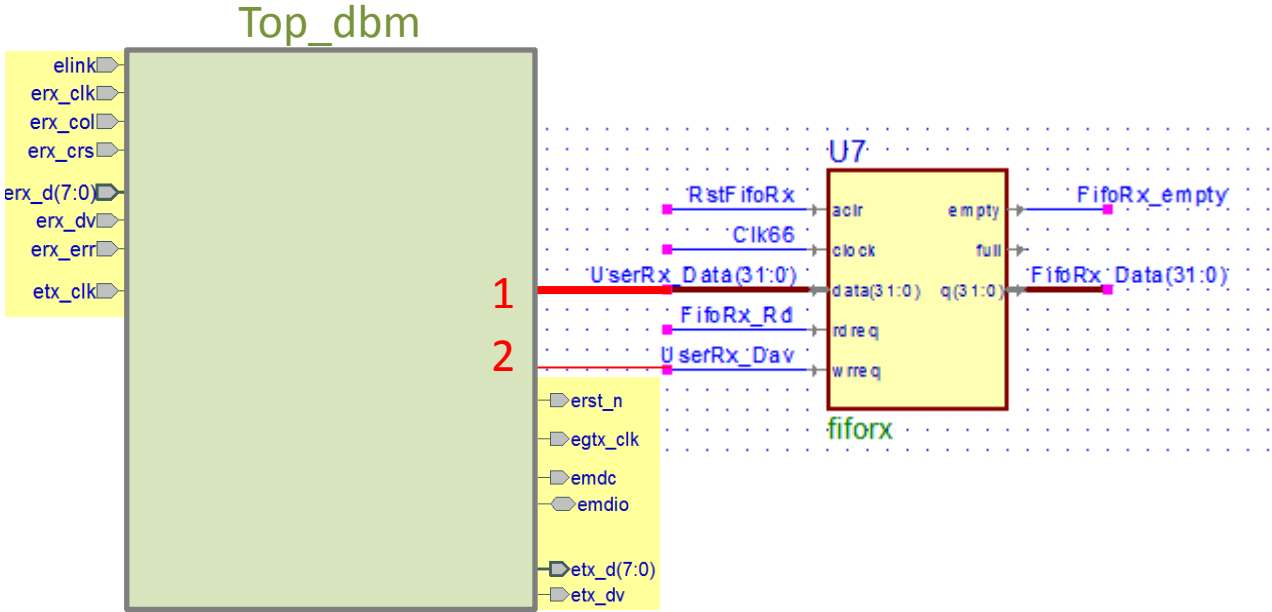 Top_dbm
elink
erx_clk
erx_col
erx_crs
erx_d(7:0)
erx_dv
erx_err
etx_clk
1
2
erst_n
egtx_clk
emdc
emdio
etx_d(7:0)
etx_dv
U7
RstFifoRx
Clk66
UserRx_Data(31:0)
FifoRx_Rd
UserRx_Dav
aclr
clock
data(31:0)
rdreq
wrreq
empty
full
q(31:0)
FifoRx_empty
FifoRx_Data(31:0)
fiforx